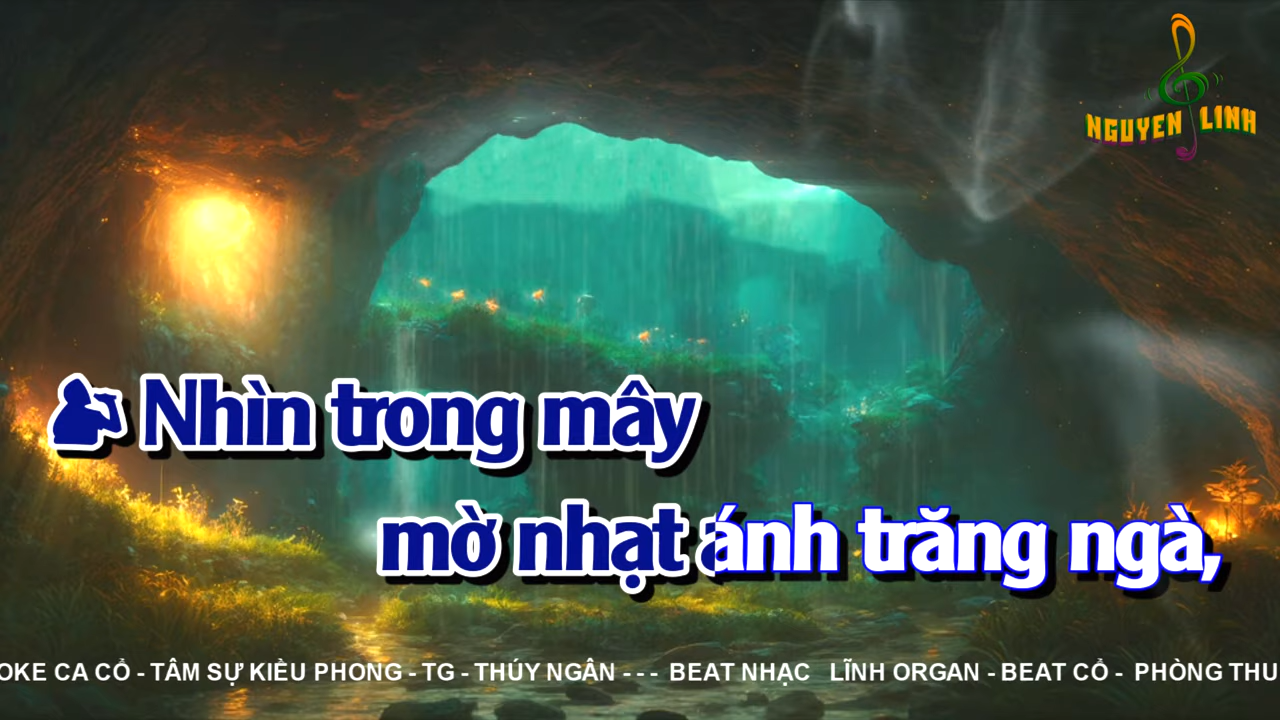 NGUYEN LINH
Nhìn trong mây
mờ nhạt ánh trăng ngà,
OKE CA CỔ - TÂM SỰ KIỀU PHONG - TG - THÚY NGÂN - - - BEAT NHẠC LĨNH ORGAN - BEAT CỔ - PHÒNG THU